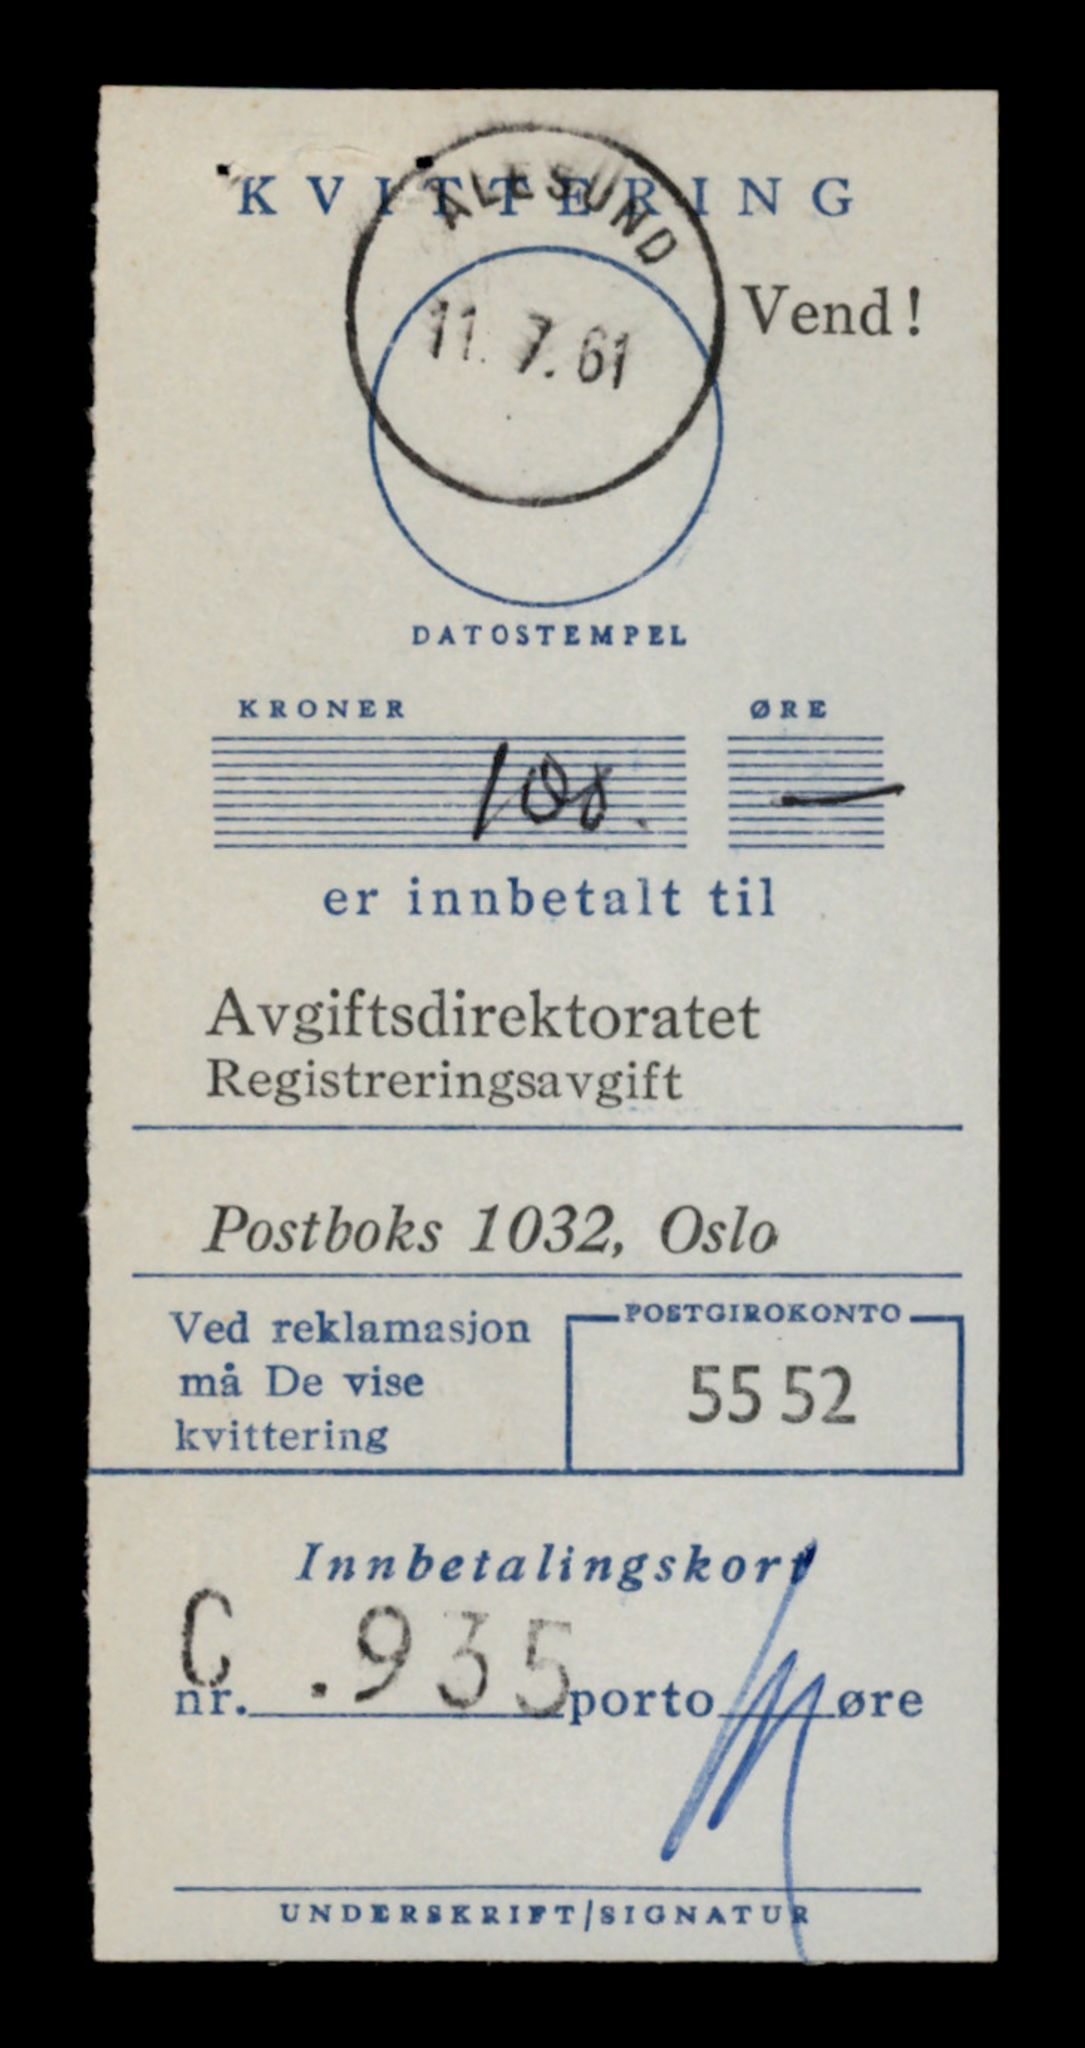 KVITTERING
ÅLESUND
Vend!
11.7.61
DATOSTEMPEL
KRONER ØRE
100. —
er innbetalt til
Avgiftsdirektoratet
Registreringsavgift
Postboks 1032, Oslo
Ved reklamasjon
må De vise
kvittering
POSTGIROKONTO
55 52
Innbetalingskort
C .935
nr. porto øre
UNDERSKRIFT/SIGNATUR